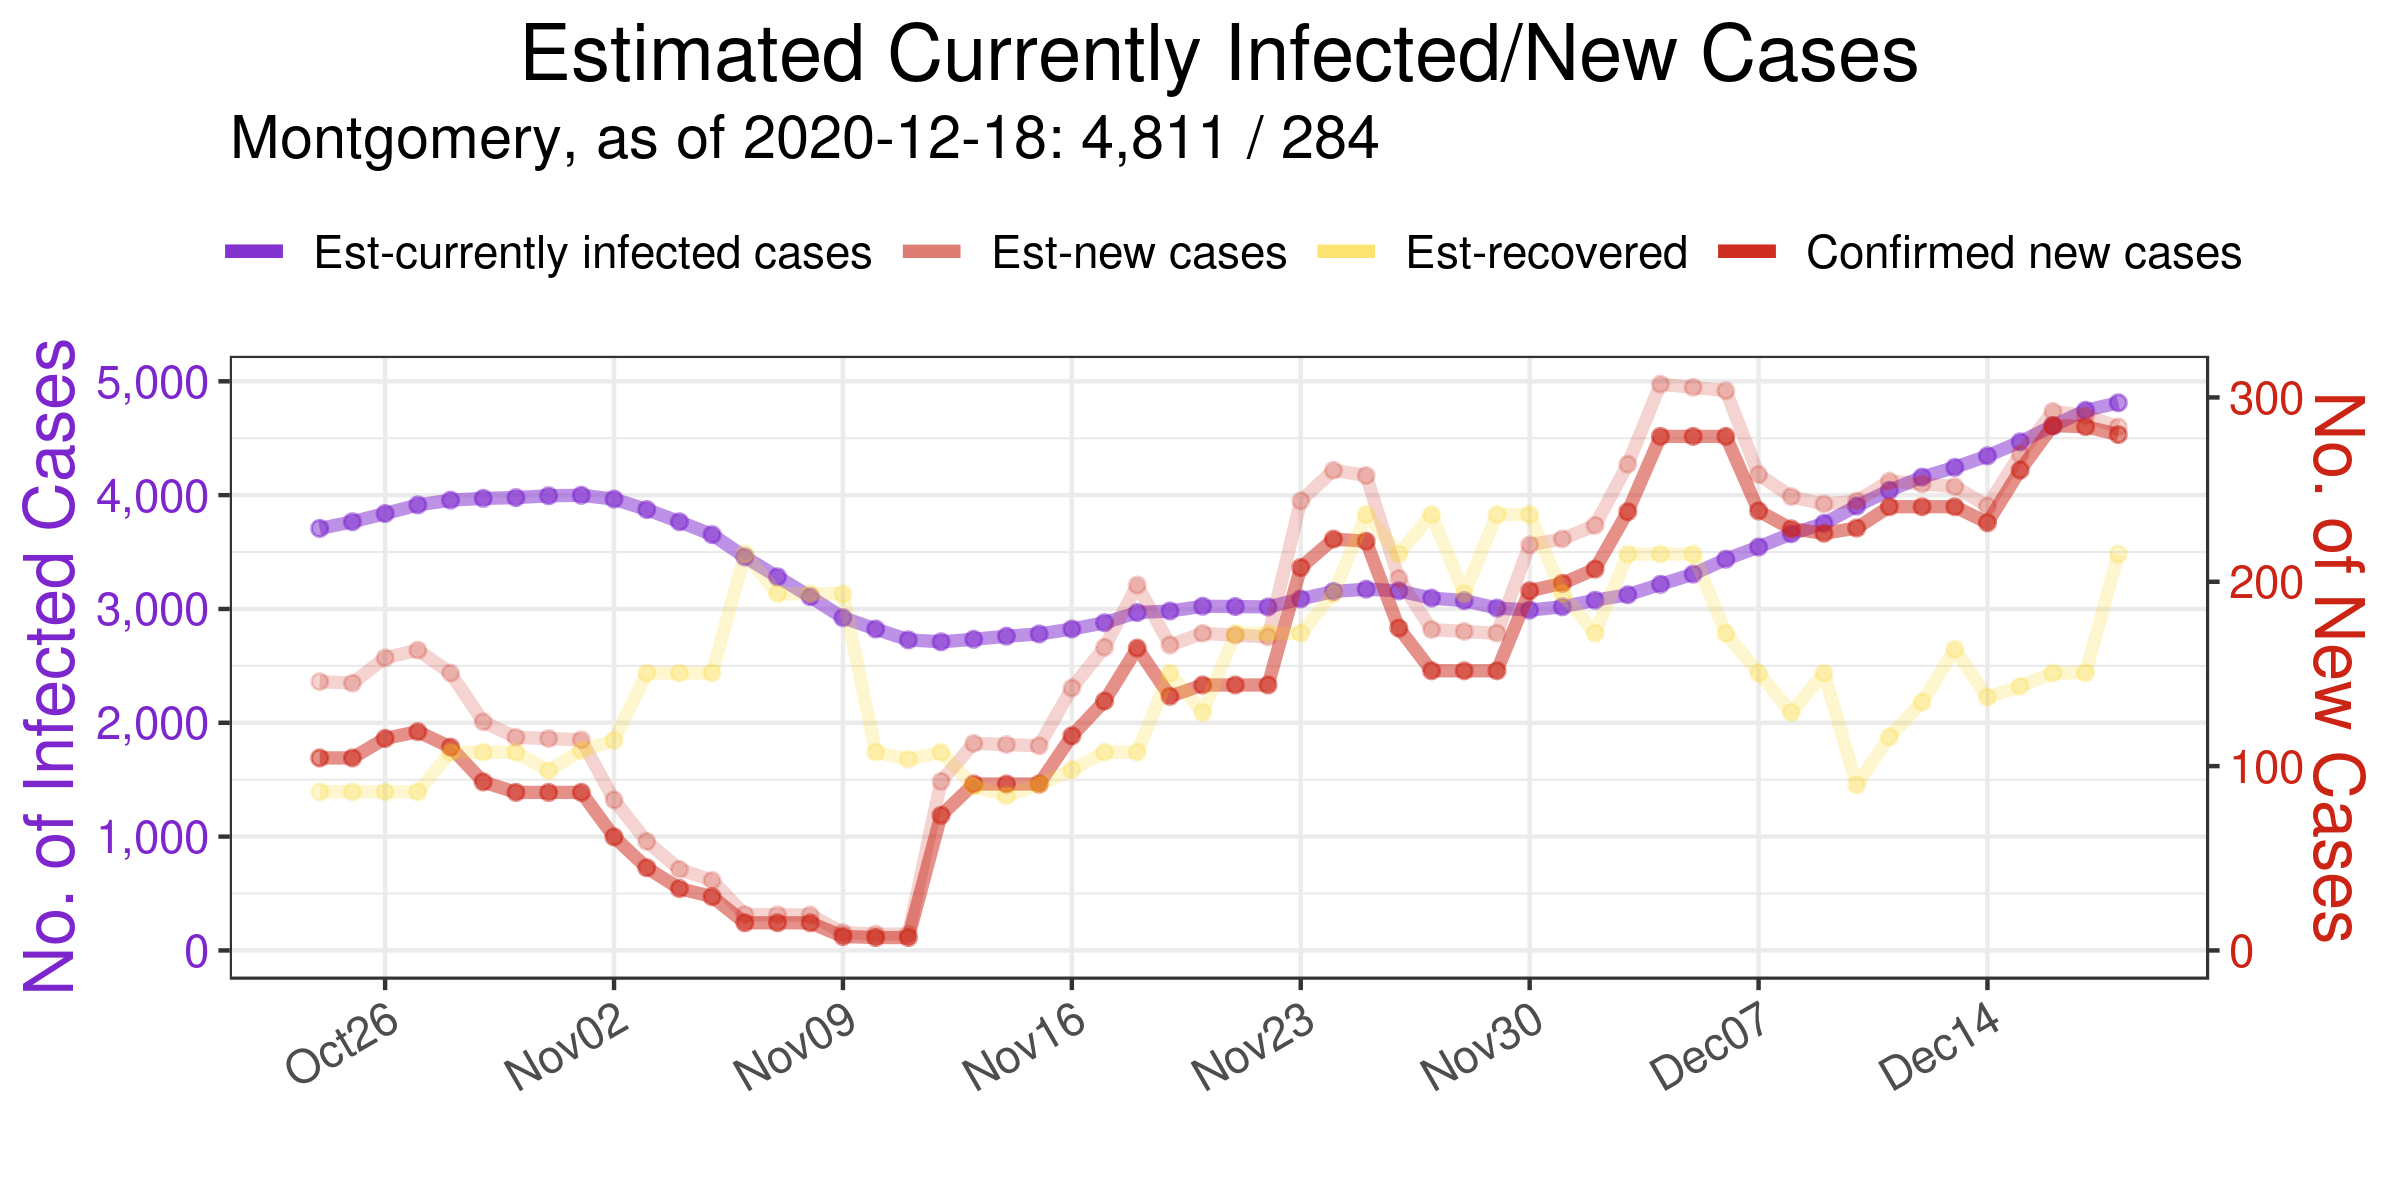 Estimated Currently Infected/New Cases
Montgomery, as of 2020-12-18: 4,811 / 284
Est-currently infected cases
Est-new cases
Est-recovered
Confirmed new cases
No. of Infected Cases
5,000
4,000
3,000
2,000
1,000
0
300
200
100
0
No. of New Cases
Oct26
Nov02
Nov09
Nov16
Nov23
Nov30
Dec07
Dec14